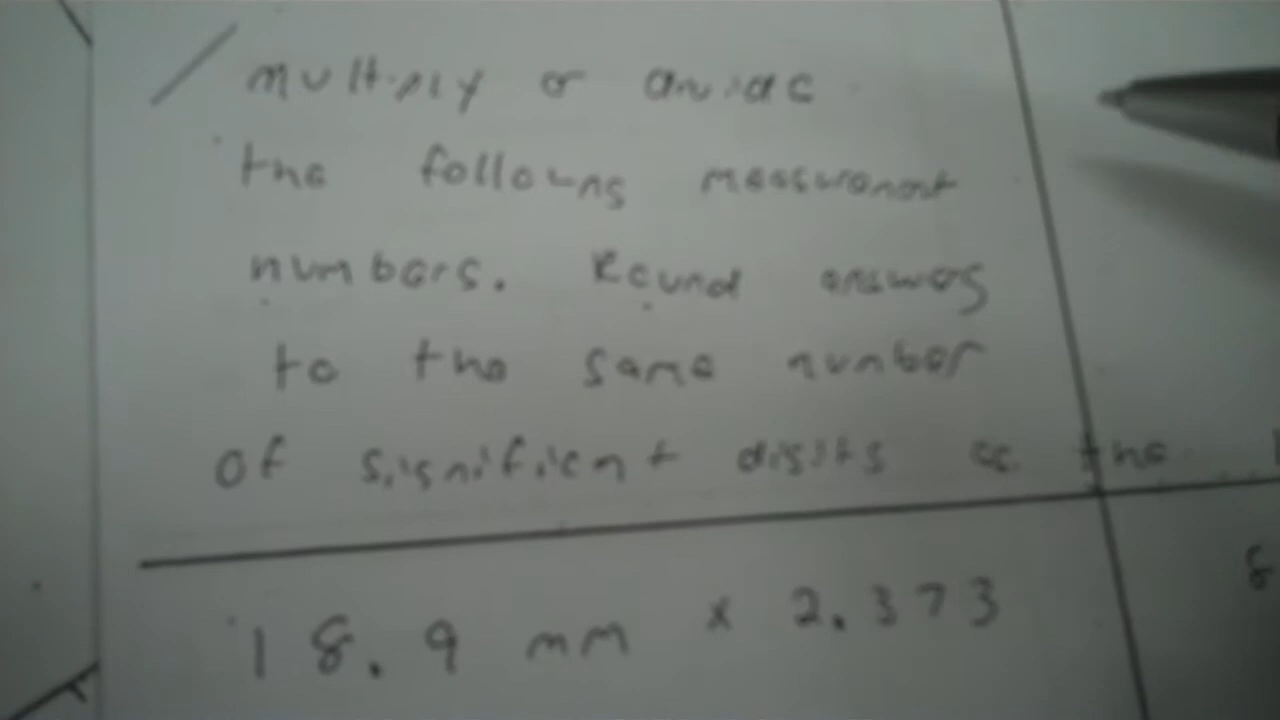 multiply or divide
the following measurement
numbers. Round answers
to the same number
of significent digits as the
18.9 mm x 2.373